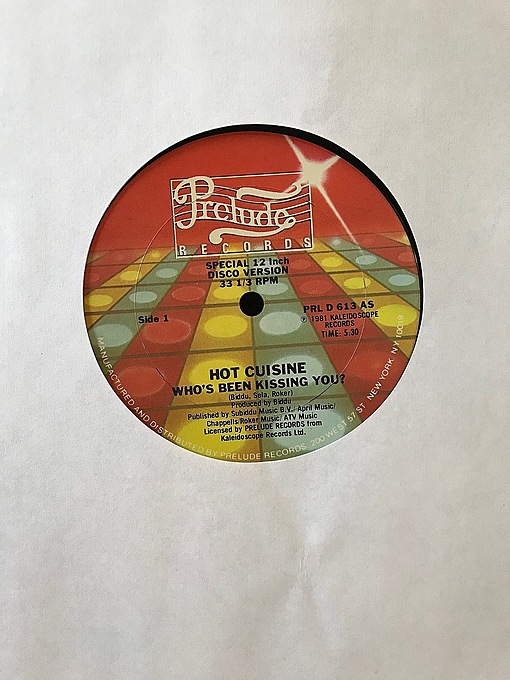 Prelude
RECORDS
SPECIAL 12 Inch
DISCO VERSION
33 1/3 RPM
Side 1
PRL D 613 AS
℗ 1981 KALEIDOSCOPE
RECORDS
TIME: 5:30
HOT CUISINE
WHO'S BEEN KISSING YOU?
(Biddu, Sela, Roker)
Produced by Biddu
Published by Subiddu Music B.V./April Music/
Chappells/Roker Music/ATV Music
Licensed by PRELUDE RECORDS from
Kaleidoscope Records Ltd.
MANUFACTURED AND DISTRIBUTED BY PRELUDE RECORDS 200 WEST 57 ST NEW YORK, NY 10019